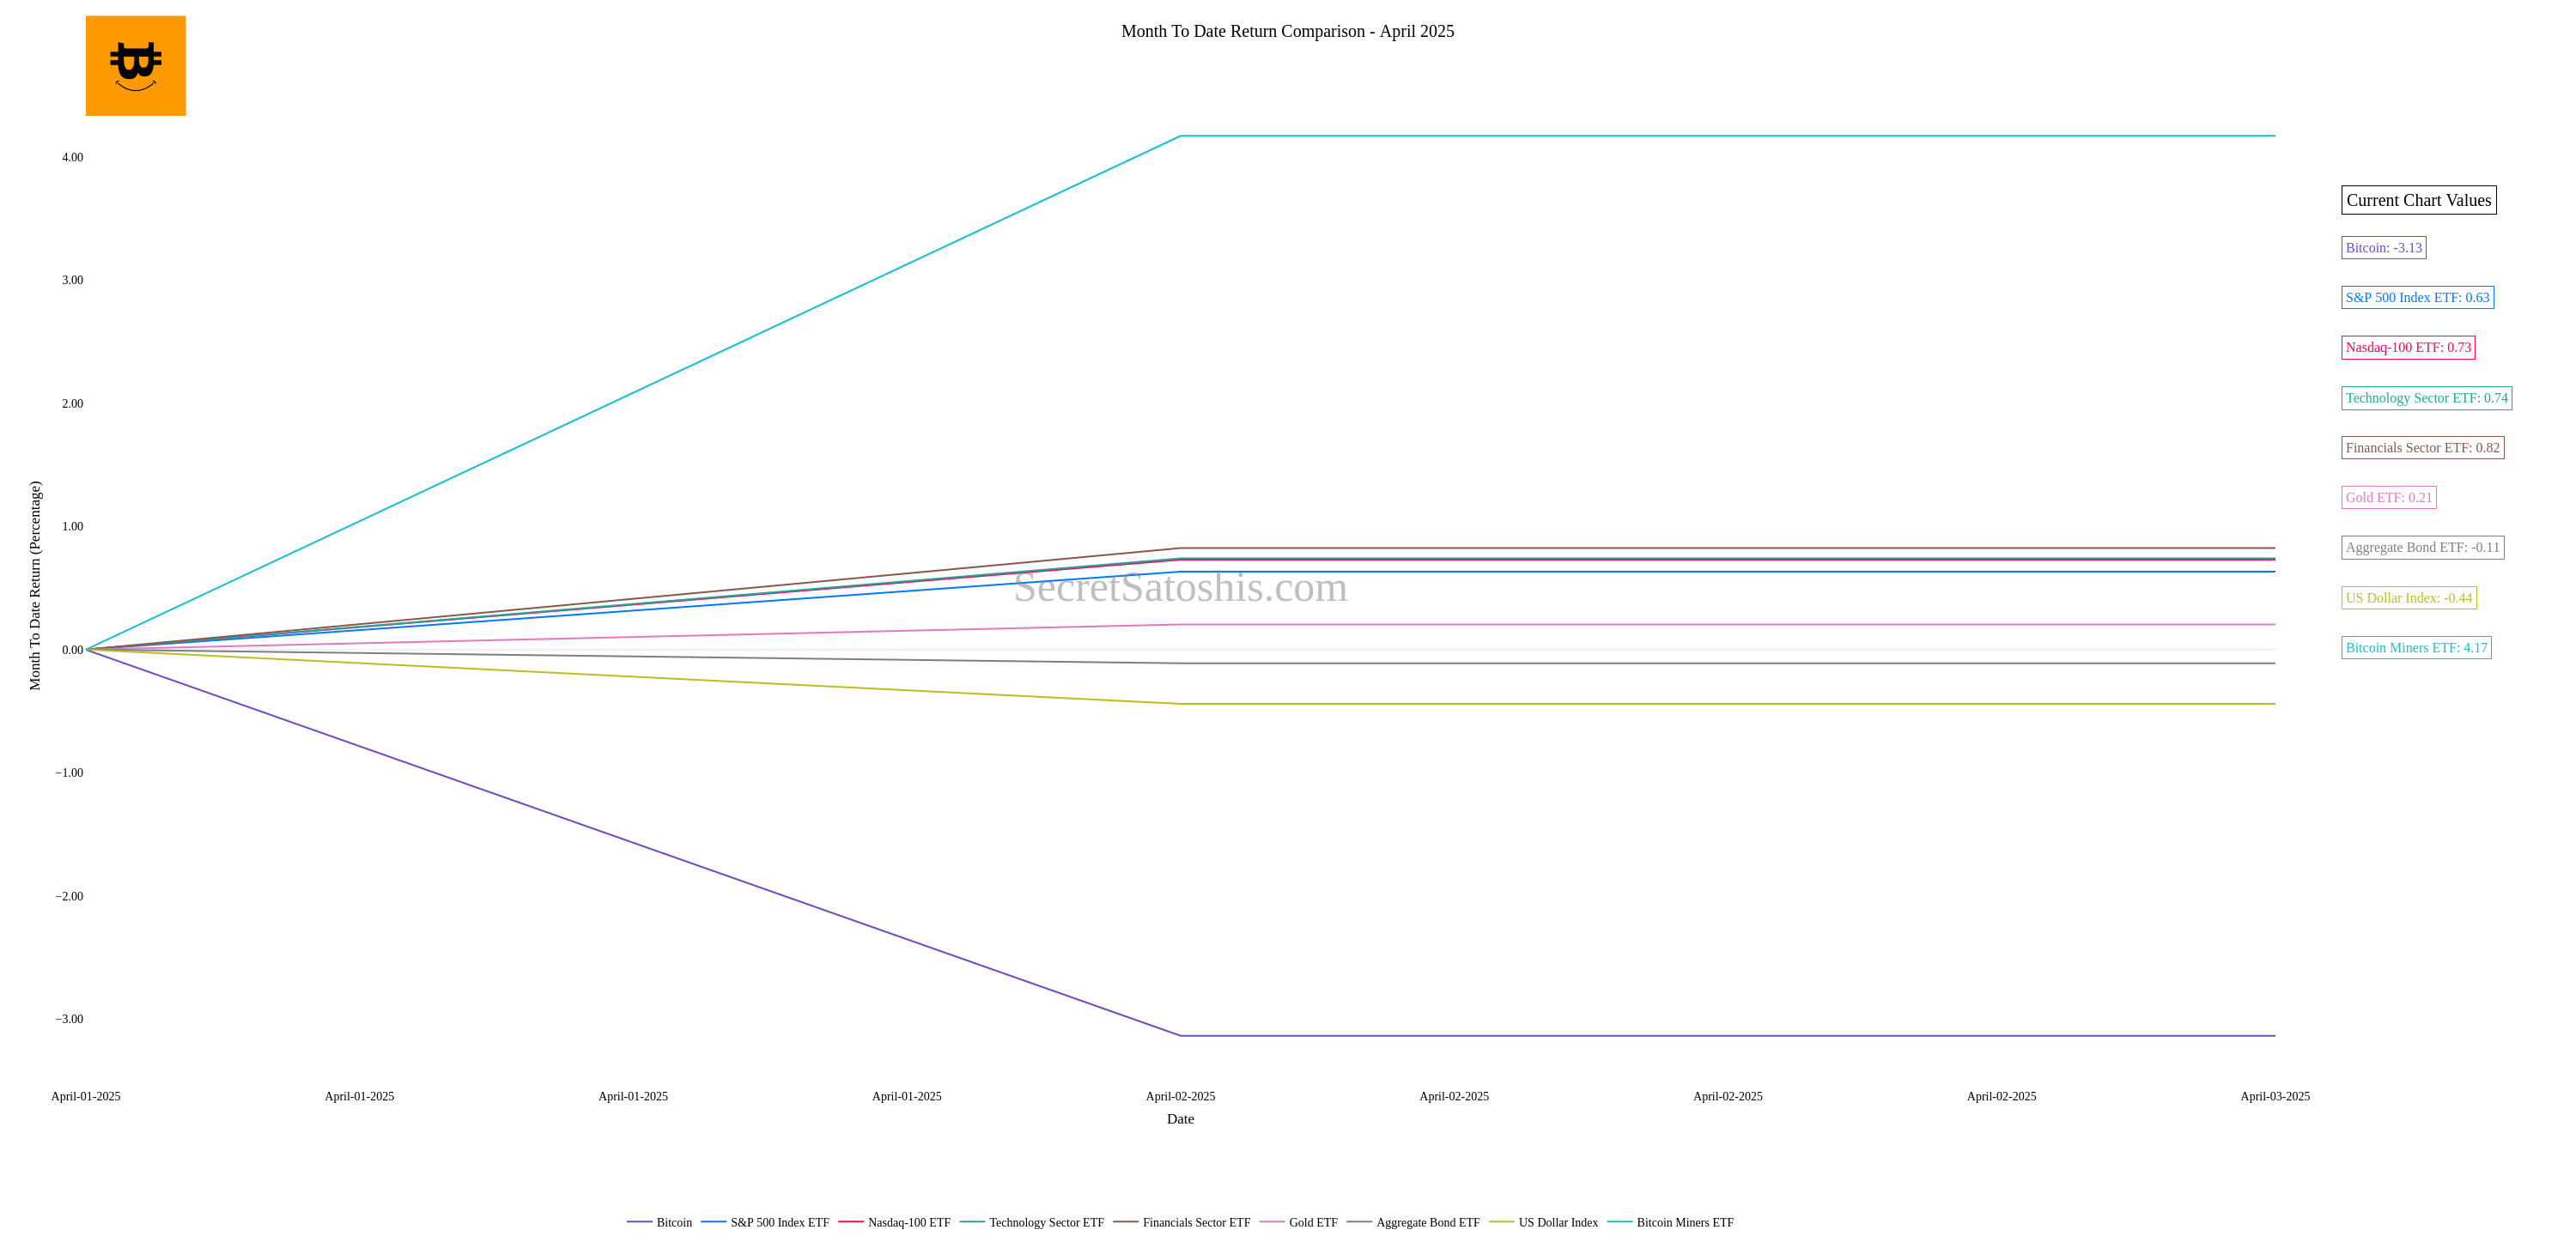 Month To Date Return Comparison - April 2025
4.00
3.00
2.00
1.00
0.00
−1.00
−2.00
−3.00
Month To Date Return (Percentage)
SecretSatoshis.com
Current Chart Values
Bitcoin: -3.13
S&P 500 Index ETF: 0.63
Nasdaq-100 ETF: 0.73
Technology Sector ETF: 0.74
Financials Sector ETF: 0.82
Gold ETF: 0.21
Aggregate Bond ETF: -0.11
US Dollar Index: -0.44
Bitcoin Miners ETF: 4.17
April-01-2025 April-01-2025 April-01-2025 April-01-2025 April-02-2025 April-02-2025 April-02-2025 April-02-2025 April-03-2025
Date
Bitcoin S&P 500 Index ETF Nasdaq-100 ETF Technology Sector ETF Financials Sector ETF Gold ETF Aggregate Bond ETF US Dollar Index Bitcoin Miners ETF